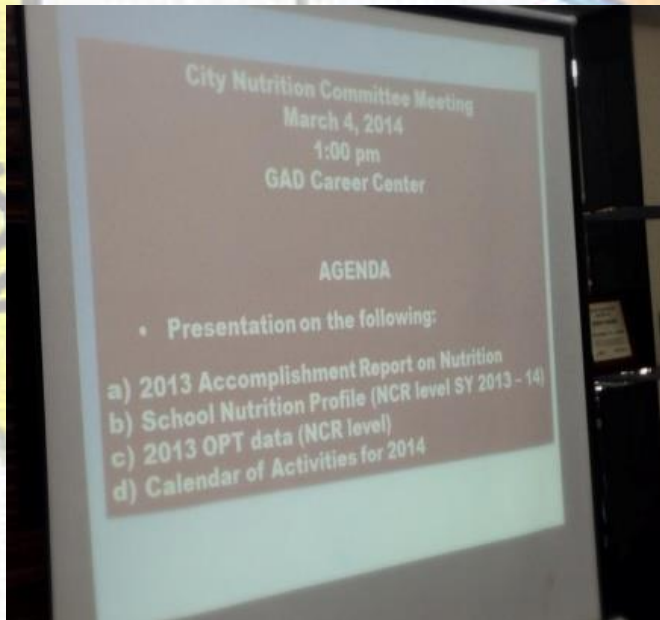 City Nutrition Committee Meeting
March 4, 2014
1:00 pm
GAD Career Center
AGENDA
• Presentation on the following:
a) 2013 Accomplishment Report on Nutrition
b) School Nutrition Profile (NCR level SY 2013 – 14)
c) 2013 OPT data (NCR level)
d) Calendar of Activities for 2014